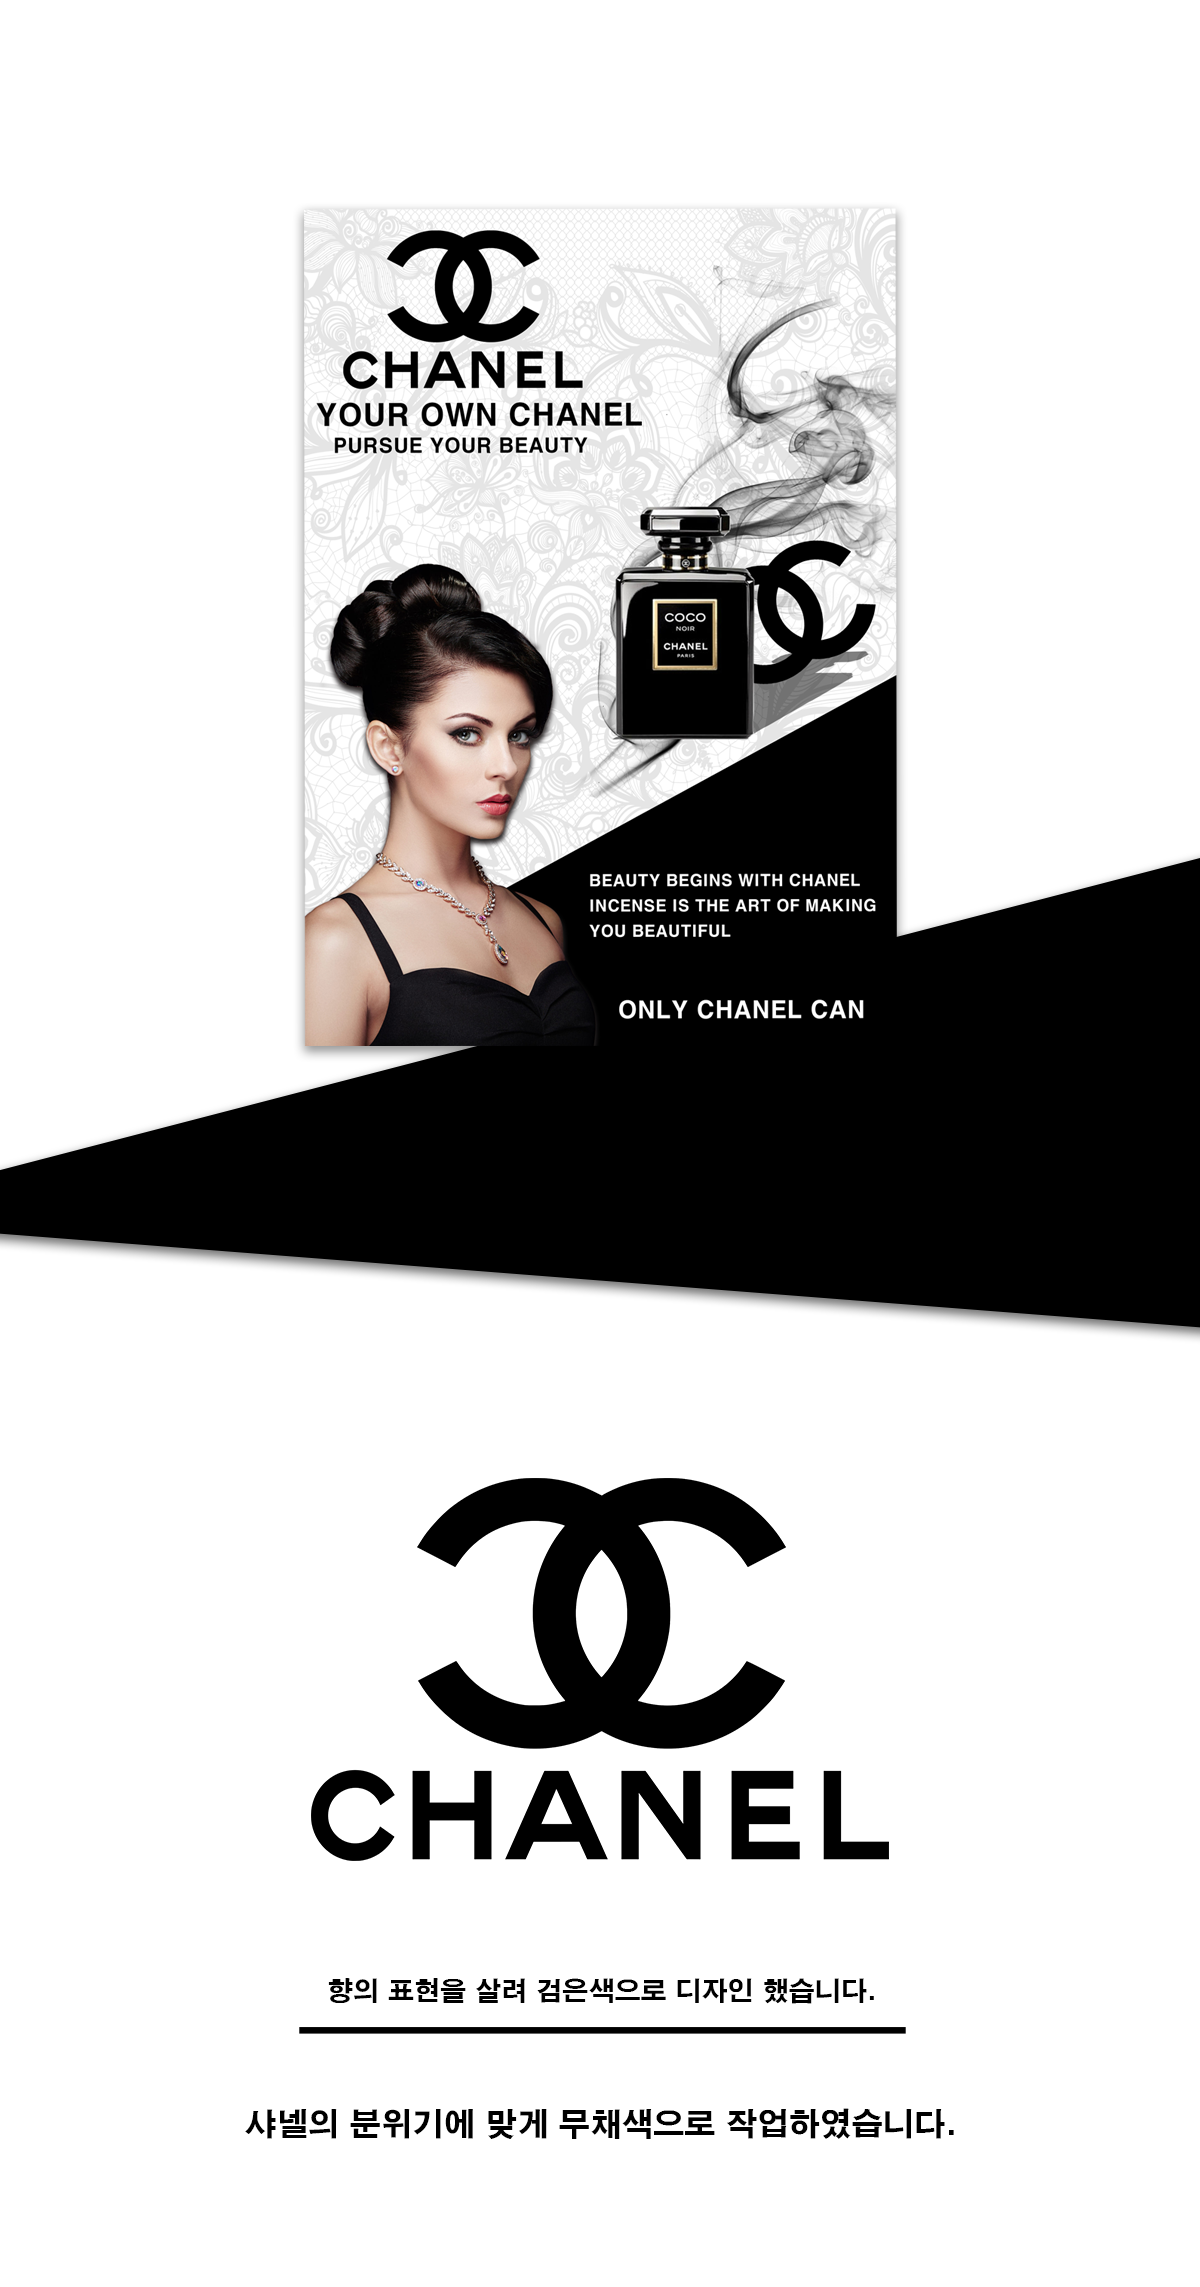 CHANEL
YOUR OWN CHANEL
PURSUE YOUR BEAUTY
COCO
NOIR
CHANEL
PARIS
BEAUTY BEGINS WITH CHANEL
INCENSE IS THE ART OF MAKING
YOU BEAUTIFUL
ONLY CHANEL CAN
CHANEL
향의 표현을 살려 검은색으로 디자인 했습니다.
샤넬의 분위기에 맞게 무채색으로 작업하였습니다.